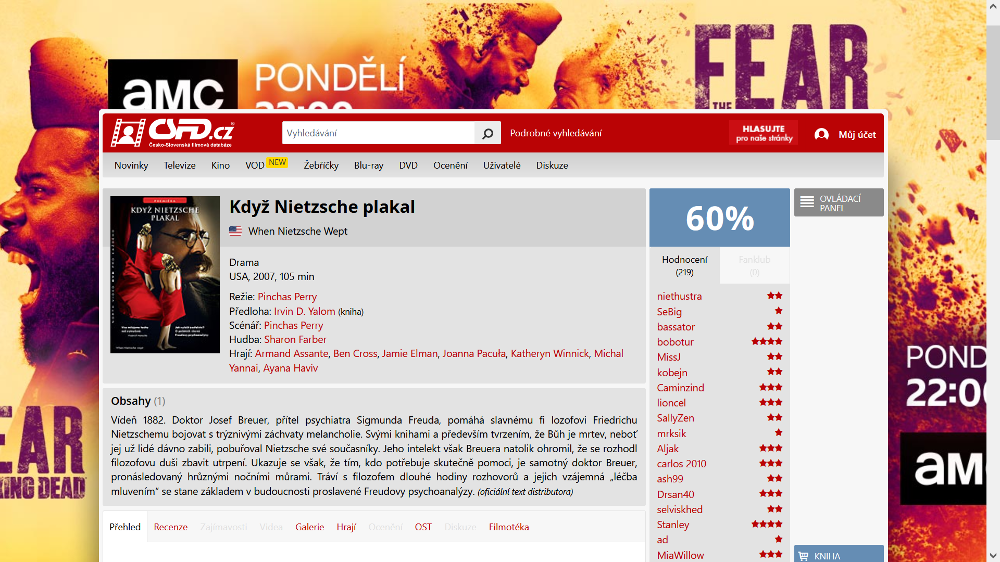 aMC
PONDĚLÍ
22:00
FEAR
THE
CSFD.cz
Česko-Slovenská filmová databáze
Vyhledávání
Podrobné vyhledávání
HLASUJTE
pro naše stránky
Můj účet
Novinky
Televize
Kino
VOD NEW
Žebříčky
Blu-ray
DVD
Ocenění
Uživatelé
Diskuze
PREMIÉRA
KDYŽ NIETZSCHE
PLAKAL
When Nietzsche wept
Když Nietzsche plakal
When Nietzsche Wept
Drama
USA, 2007, 105 min
Režie: Pinchas Perry
Předloha: Irvin D. Yalom (kniha)
Scénář: Pinchas Perry
Hudba: Sharon Farber
Hrají: Armand Assante, Ben Cross, Jamie Elman, Joanna Pacuła, Katheryn Winnick, Michal
Yannai, Ayana Haviv
Obsahy (1)
Vídeň 1882. Doktor Josef Breuer, přítel psychiatra Sigmunda Freuda, pomáhá slavnému fi lozofovi Friedrichu
Nietzschemu bojovat s trýznivými záchvaty melancholie. Svými knihami a především tvrzením, že Bůh je mrtev, neboť
jej už lidé dávno zabili, pobuřoval Nietzsche své současníky. Jeho intelekt však Breuera natolik ohromil, že se rozhodl
filozofovu duši zbavit utrpení. Ukazuje se však, že tím, kdo potřebuje skutečně pomoci, je samotný doktor Breuer,
pronásledovaný hrůznými nočními můrami. Tráví s filozofem dlouhé hodiny rozhovorů a jejich vzájemná „léčba
mluvením“ se stane základem v budoucnosti proslavené Freudovy psychoanalýzy. (oficiální text distributora)
Přehled
Recenze
Zajímavosti
Videa
Galerie
Hrají
Ocenění
OST
Diskuze
Filmotéka
60%
Hodnocení
(219)
Fanklub
(0)
niethustra
SeBig
bassator
bobotur
MissJ
kobejn
Caminzind
lioncel
SallyZen
mrksik
Aljak
carlos 2010
ash99
Drsan40
selviskhed
Stanley
ad
MiaWillow
OVLÁDACÍ
PANEL
KNIHA
EAR
KING DEAD
POND
22:00
aM